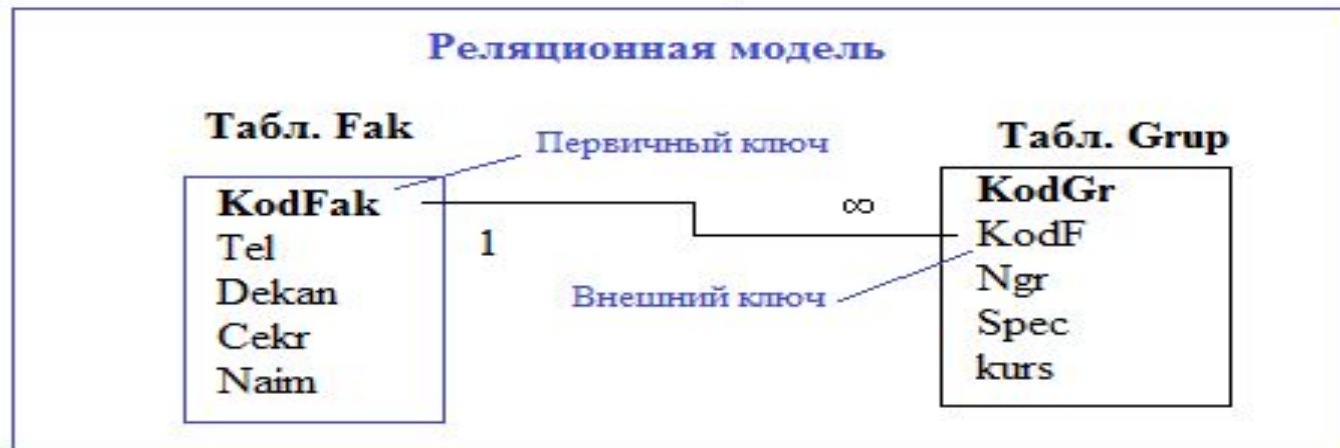 Реляционная модель
Табл. Fak
Первичный ключ
Табл. Grup
KodFak
Tel
Dekan
Cekr
Naim
1
∞
Внешний ключ
KodGr
KodF
Ngr
Spec
kurs